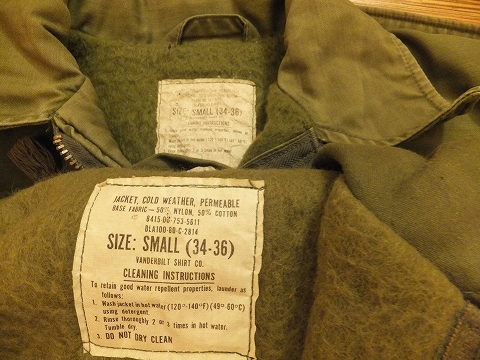 SIZE: SMALL (34-36)
CLEANING INSTRUCTIONS
JACKET, COLD WEATHER, PERMEABLE
BASE FABRIC—50% NYLON, 50% COTTON
8415-00-753-5611
DLA100-80-C-2814
SIZE: SMALL (34-36)
VANDERBILT SHIRT CO.
CLEANING INSTRUCTIONS
To retain good water repellent properties, launder as
follows:
1. Wash jacket in hot water (120°-140°F) (49°-60°C)
using detergent.
2. Rinse thoroughly 2 or 3 times in hot water.
Tumble dry.
3. DO NOT DRY CLEAN